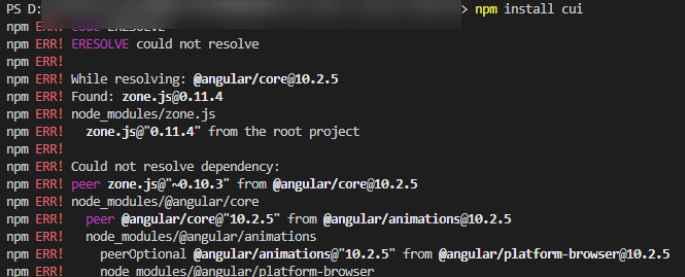 PS D: > npm install cui
npm ERR! code ERESOLVE
npm ERR! ERESOLVE could not resolve
npm ERR!
npm ERR! While resolving: @angular/core@10.2.5
npm ERR! Found: zone.js@0.11.4
npm ERR! node_modules/zone.js
npm ERR!   zone.js@"0.11.4" from the root project
npm ERR!
npm ERR! Could not resolve dependency:
npm ERR! peer zone.js@"~0.10.3" from @angular/core@10.2.5
npm ERR! node_modules/@angular/core
npm ERR!   peer @angular/core@"10.2.5" from @angular/animations@10.2.5
npm ERR!   node_modules/@angular/animations
npm ERR!     peerOptional @angular/animations@"10.2.5" from @angular/platform-browser@10.2.5
npm ERR!     node_modules/@angular/platform-browser